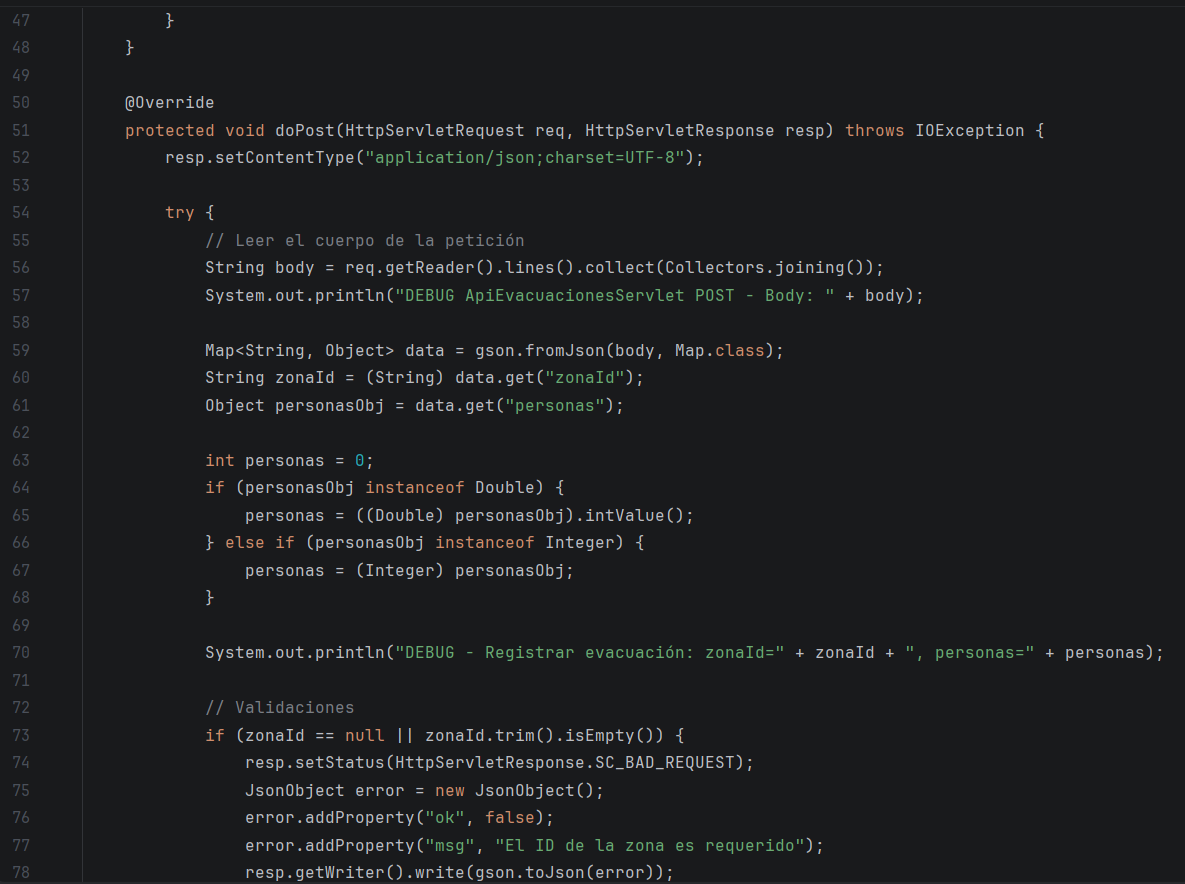 47 }
48 }
49
50 @Override
51 protected void doPost(HttpServletRequest req, HttpServletResponse resp) throws IOException {
52 resp.setContentType("application/json;charset=UTF-8");
53
54 try {
55 // Leer el cuerpo de la petición
56 String body = req.getReader().lines().collect(Collectors.joining());
57 System.out.println("DEBUG ApiEvacuacionesServlet POST - Body: " + body);
58
59 Map<String, Object> data = gson.fromJson(body, Map.class);
60 String zonaId = (String) data.get("zonaId");
61 Object personasObj = data.get("personas");
62
63 int personas = 0;
64 if (personasObj instanceof Double) {
65 personas = ((Double) personasObj).intValue();
66 } else if (personasObj instanceof Integer) {
67 personas = (Integer) personasObj;
68 }
69
70 System.out.println("DEBUG - Registrar evacuación: zonaId=" + zonaId + ", personas=" + personas);
71
72 // Validaciones
73 if (zonaId == null || zonaId.trim().isEmpty()) {
74 resp.setStatus(HttpServletResponse.SC_BAD_REQUEST);
75 JsonObject error = new JsonObject();
76 error.addProperty("ok", false);
77 error.addProperty("msg", "El ID de la zona es requerido");
78 resp.getWriter().write(gson.toJson(error));